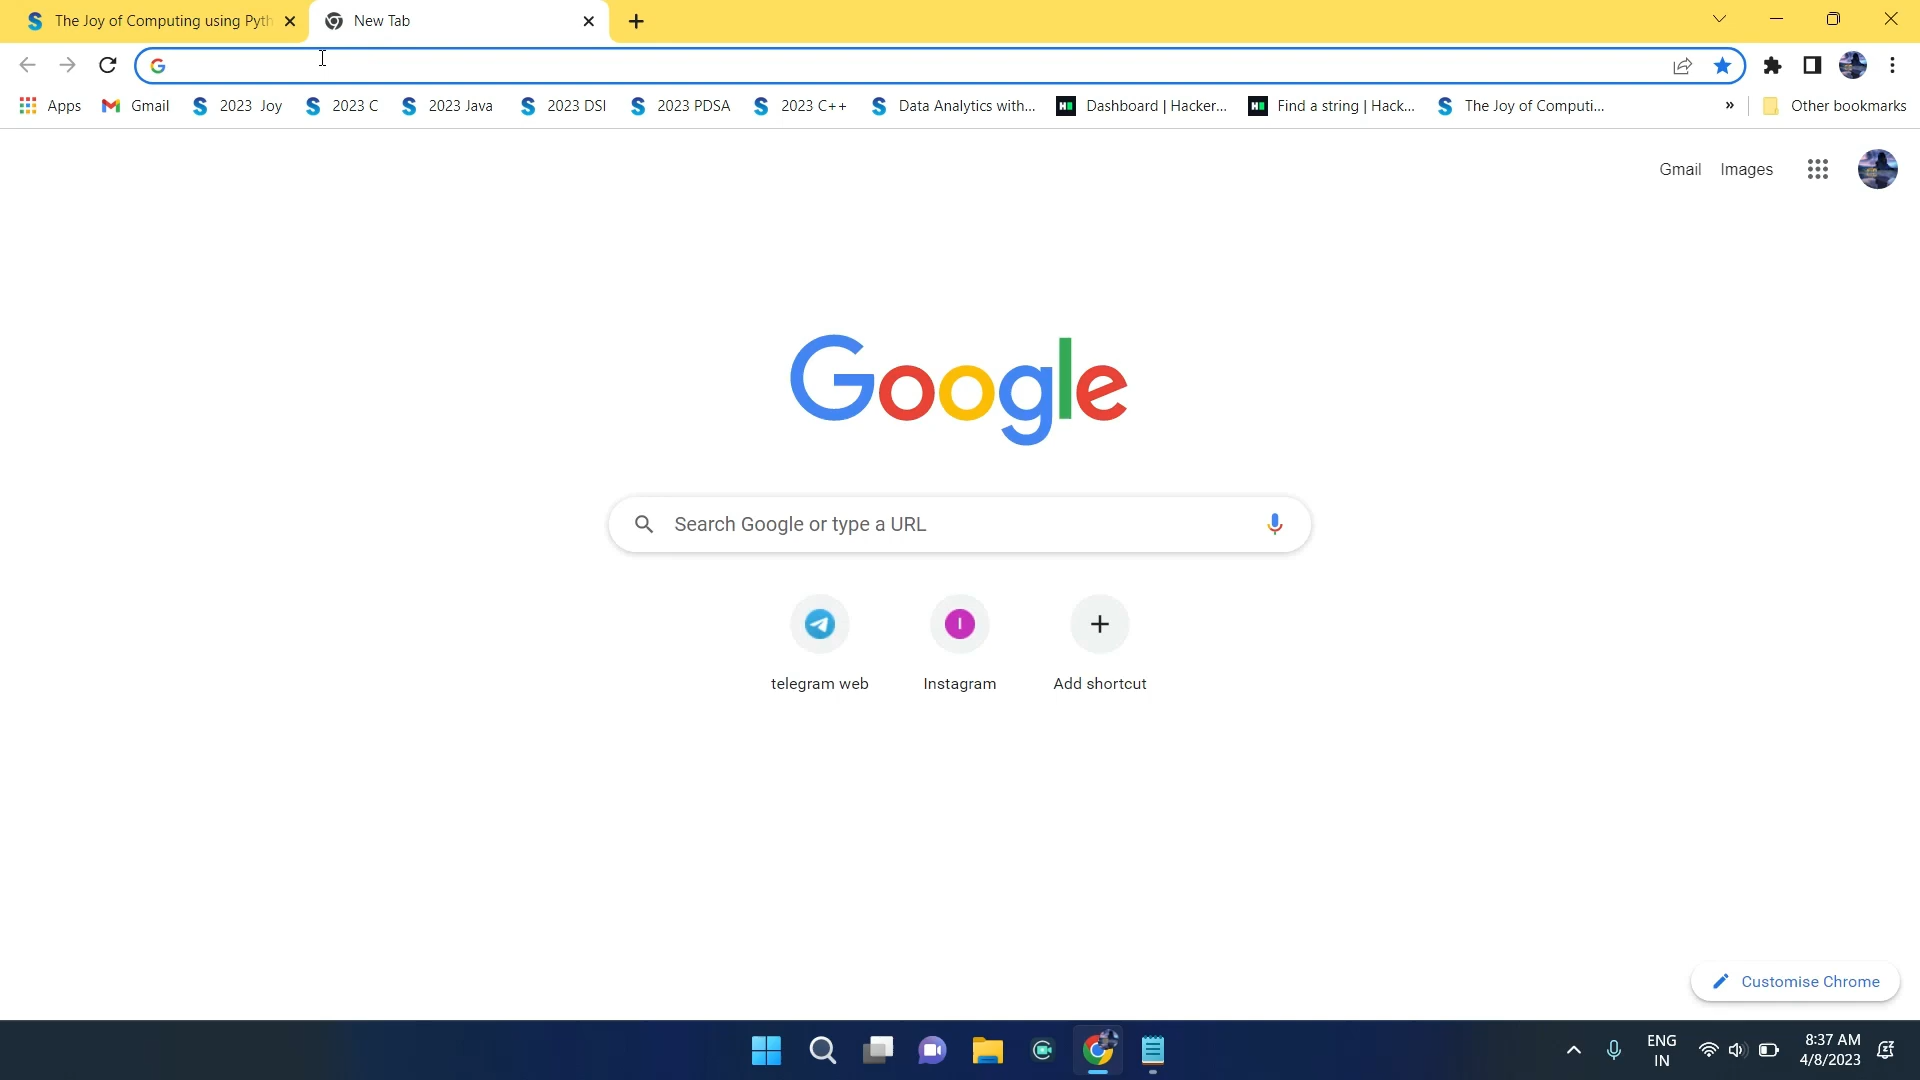 The Joy of Computing using Pyth
New Tab
Apps Gmail 2023 Joy 2023 C 2023 Java 2023 DSI 2023 PDSA 2023 C++ Data Analytics with... Dashboard | Hacker... Find a string | Hack... The Joy of Computi... » Other bookmarks
Gmail Images
Google
Search Google or type a URL
telegram web Instagram Add shortcut
Customise Chrome
ENG 8:37 AM
IN 4/8/2023